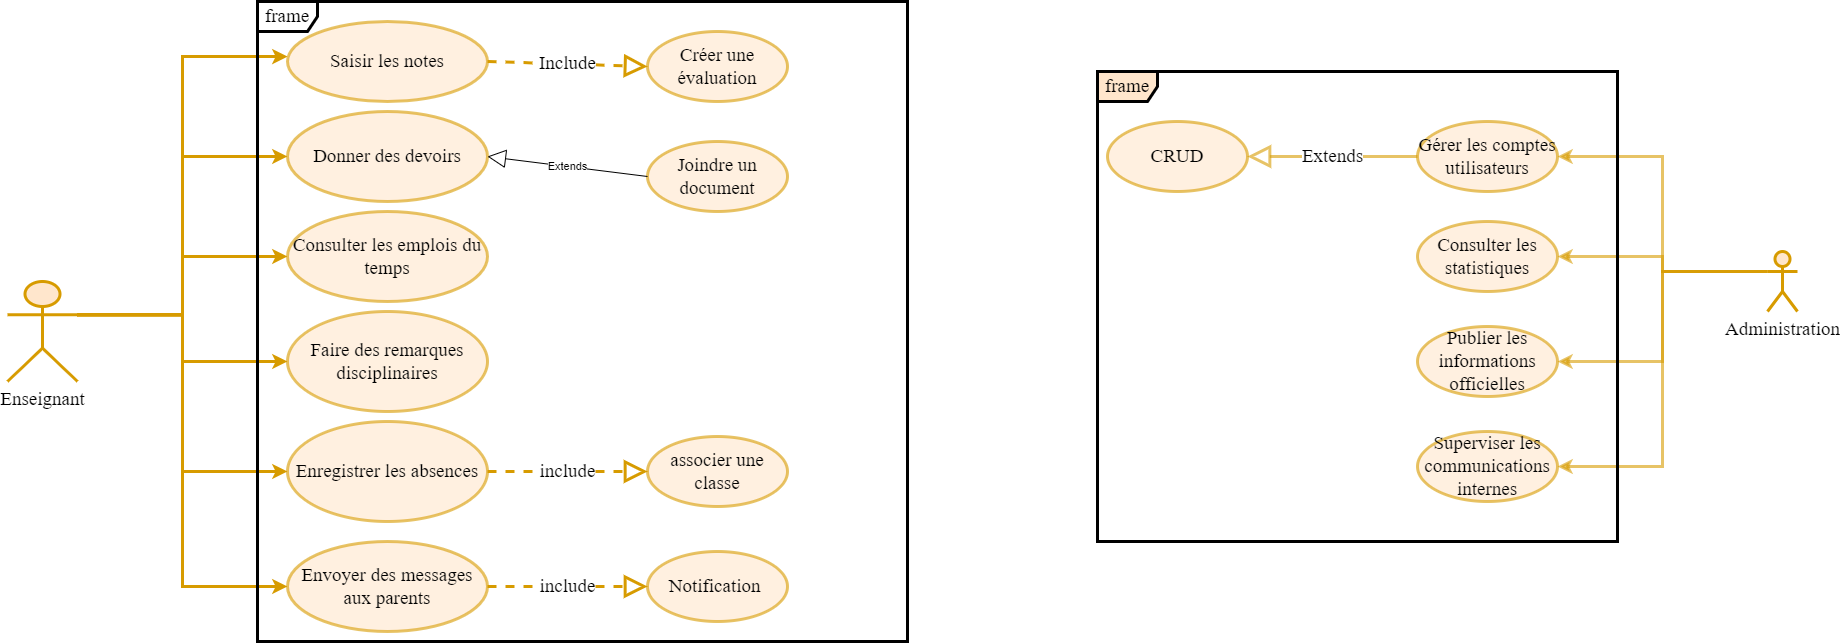 frame
Saisir les notes
Include
Créer une
évaluation
Donner des devoirs
Extends
Joindre un
document
Consulter les emplois du
temps
Faire des remarques
disciplinaires
Enregistrer les absences
include
associer une
classe
Envoyer des messages
aux parents
include
Notification
Enseignant
frame
CRUD
Extends
Gérer les comptes
utilisateurs
Consulter les
statistiques
Publier les
informations
officielles
Superviser les
communications
internes
Administration